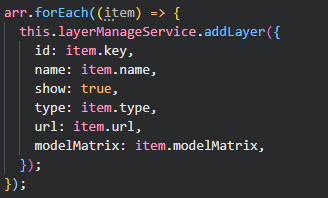 arr.forEach((item) => {
  this.layerManageService.addLayer({
    id: item.key,
    name: item.name,
    show: true,
    type: item.type,
    url: item.url,
    modelMatrix: item.modelMatrix,
  });
});